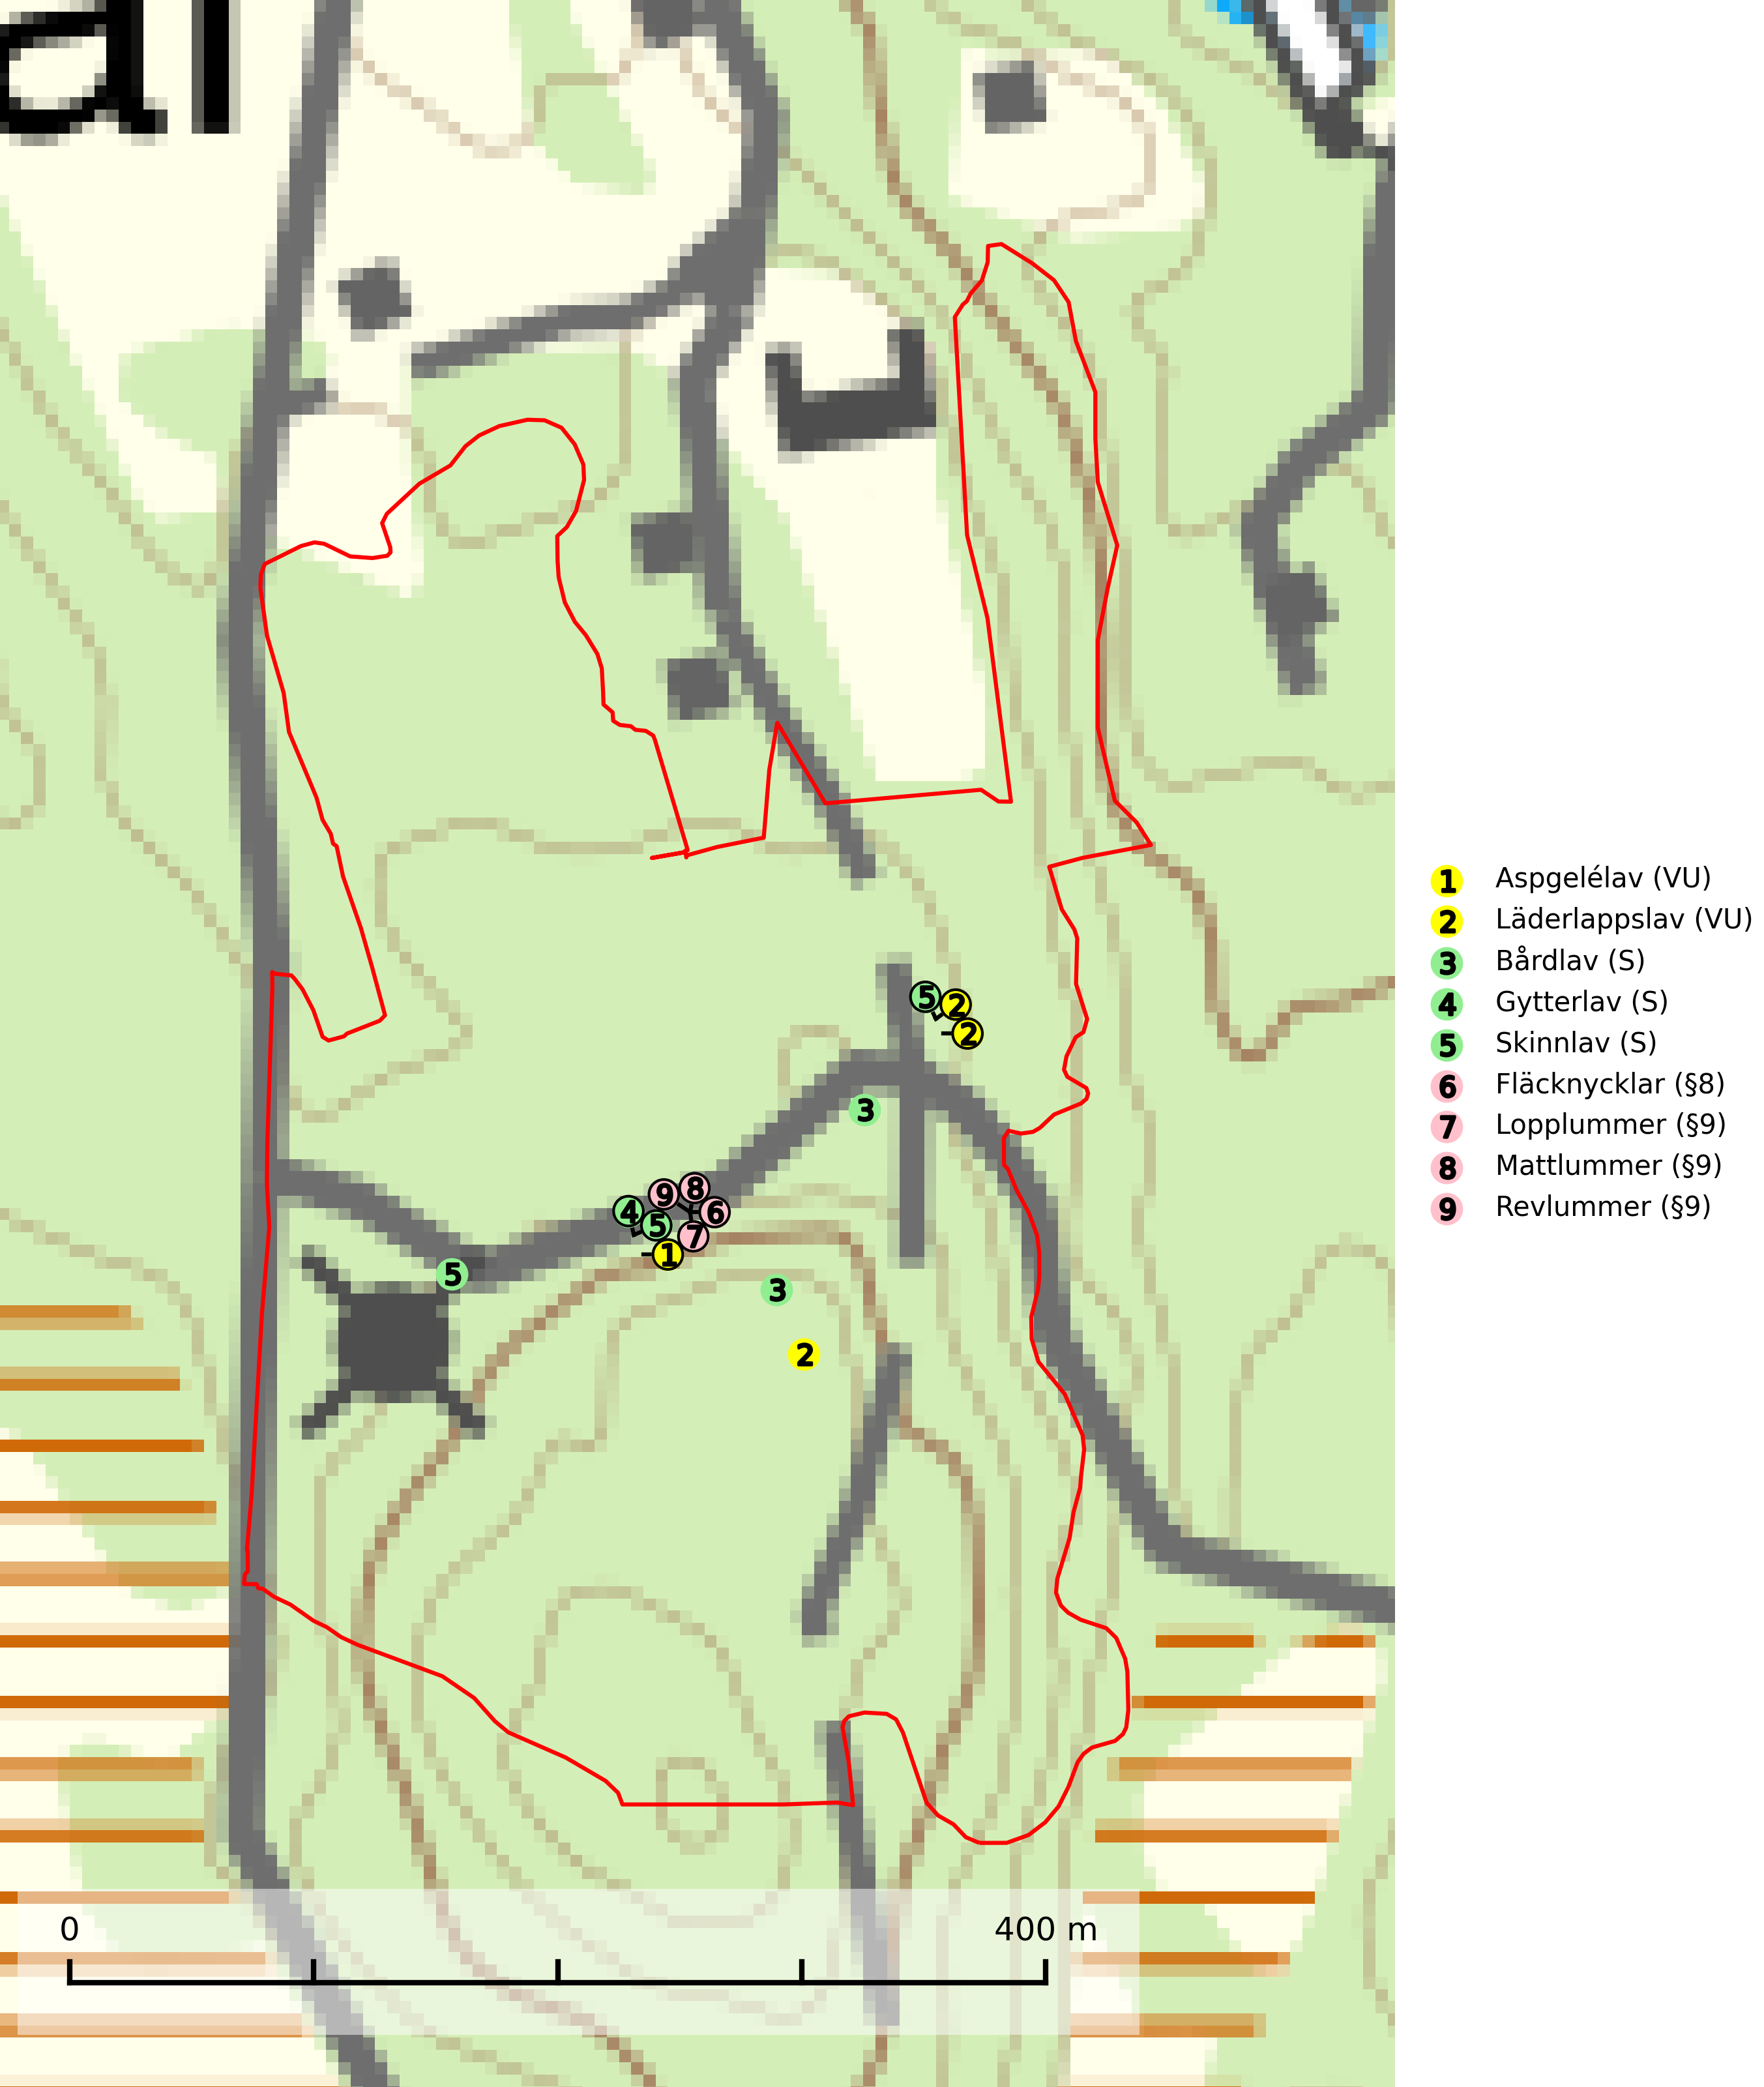 al
5
2
2
3
9
8
4
6
5
7
1
5
3
2
0
400 m
1 Aspgelélav (VU)
2 Läderlappslav (VU)
3 Bårdlav (S)
4 Gytterlav (S)
5 Skinnlav (S)
6 Fläcknycklar (§8)
7 Lopplummer (§9)
8 Mattlummer (§9)
9 Revlummer (§9)